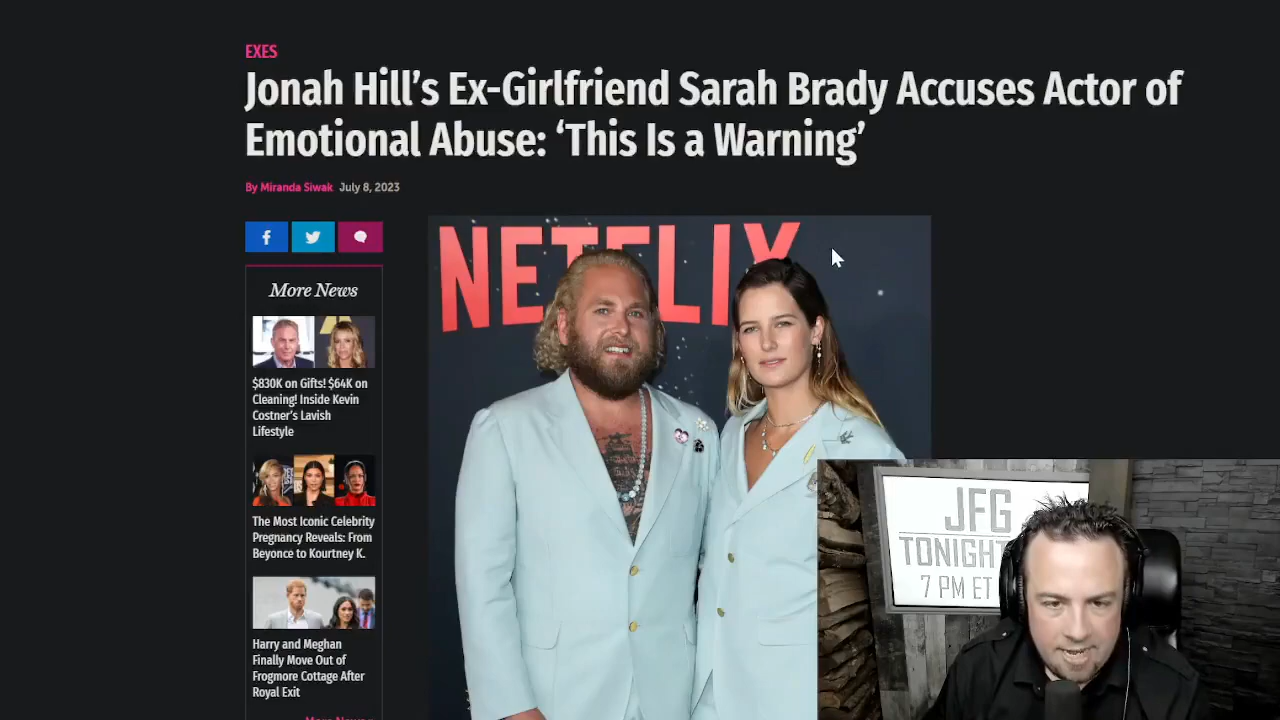 EXES
Jonah Hill's Ex-Girlfriend Sarah Brady Accuses Actor of
Emotional Abuse: 'This Is a Warning'
By Miranda Siwak July 8, 2023
More News
$830K on Gifts! $64K on
Cleaning! Inside Kevin
Costner's Lavish
Lifestyle
The Most Iconic Celebrity
Pregnancy Reveals: From
Beyonce to Kourtney K.
Harry and Meghan
Finally Move Out of
Frogmore Cottage After
Royal Exit
NETFLIX
JFG
TONIGHT
7 PM ET